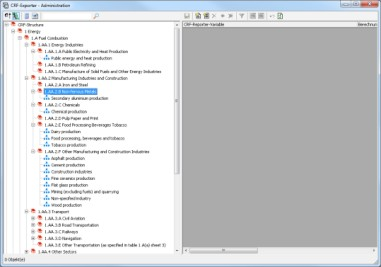 CRF-Reporter - Administration
CRF-Structure
1 Energy
1.A Fuel Combustion
1.AA.1 Energy Industries
1.AA.1.A Public Electricity and Heat Production
Public energy and heat production
1.AA.1.B Petroleum Refining
1.AA.1.C Manufacture of Solid Fuels and Other Energy Industries
1.AA.2 Manufacturing Industries and Construction
1.AA.2.A Iron and Steel
1.AA.2.B Non-Ferrous Metals
Secondary aluminum production
1.AA.2.C Chemicals
Chemical production
1.AA.2.D Pulp Paper and Print
1.AA.2.E Food Processing Beverages Tobacco
Dairy production
Food processing, beverages and tobacco
Tobacco production
1.AA.2.F Other Manufacturing and Construction Industries
Asphalt production
Cement production
Construction industries
Fine ceramics production
Flat glass production
Mining (excluding fuels) and quarrying
Non-specified industry
Wood production
1.AA.3 Transport
1.AA.3.A Civil Aviation
1.AA.3.B Road Transportation
1.AA.3.C Railways
1.AA.3.D Navigation
1.AA.3.E Other Transportation (as specified in table 1.A(a) sheet 3)
1.AA.4 Other Sectors
CRF-Reporter-Variable
Berechnun
0 Objekt(e)